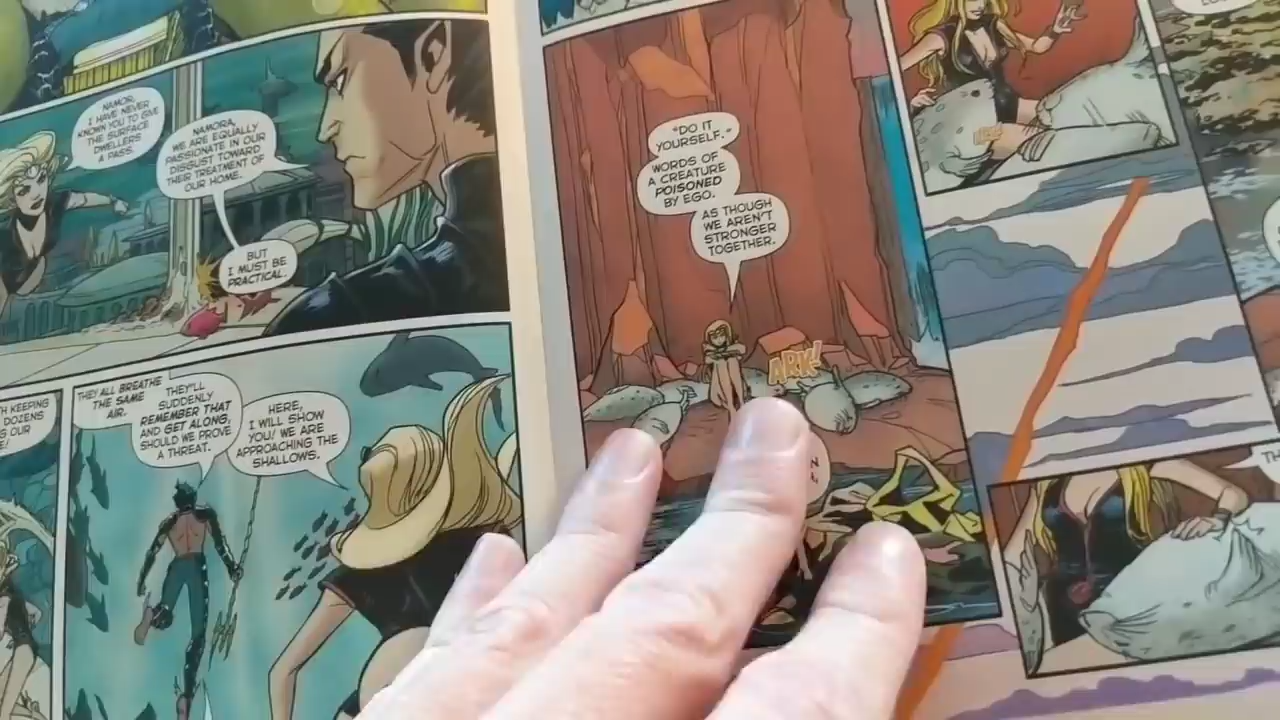 NAMOR,
I HAVE NEVER
KNOWN YOU TO GIVE
THE SURFACE
DWELLERS
A PASS.
NAMORA,
WE ARE EQUALLY
PASSIONATE IN OUR
DISGUST TOWARD
THEIR TREATMENT OF
OUR HOME.
BUT
I MUST BE
PRACTICAL.
KEEPING
DOZENS
OUR
THEY ALL BREATHE
THE SAME
AIR.
THEY'LL
SUDDENLY
REMEMBER THAT
AND GET ALONG,
SHOULD WE PROVE
A THREAT.
HERE,
I WILL SHOW
YOU! WE ARE
APPROACHING THE
SHALLOWS.
"DO IT
YOURSELF."
WORDS OF
A CREATURE
POISONED
BY EGO.
AS THOUGH
WE AREN'T
STRONGER
TOGETHER.
ARK!